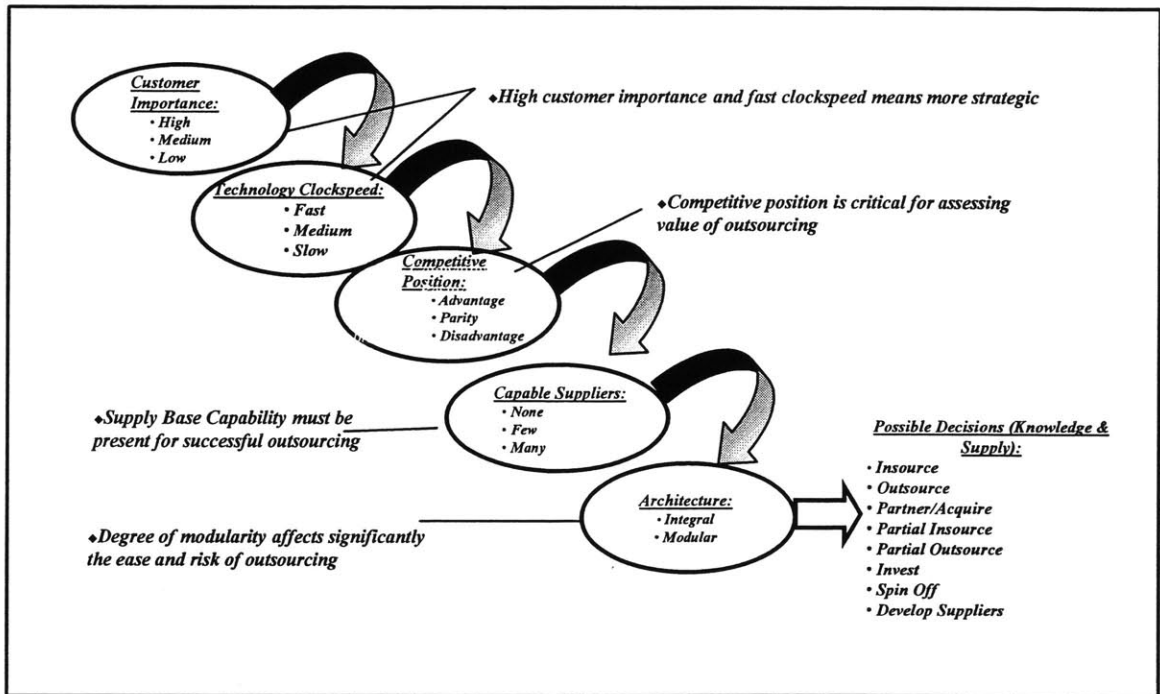 Customer
Importance:
• High
• Medium
• Low
◆High customer importance and fast clockspeed means more strategic
Technology Clockspeed:
• Fast
• Medium
• Slow
◆Competitive position is critical for assessing
value of outsourcing
Competitive
Position:
• Advantage
• Parity
• Disadvantage
Capable Suppliers:
• None
• Few
• Many
◆Supply Base Capability must be
present for successful outsourcing
Possible Decisions (Knowledge &
Supply):
• Insource
• Outsource
• Partner/Acquire
• Partial Insource
• Partial Outsource
• Invest
• Spin Off
• Develop Suppliers
Architecture:
• Integral
• Modular
◆Degree of modularity affects significantly
the ease and risk of outsourcing